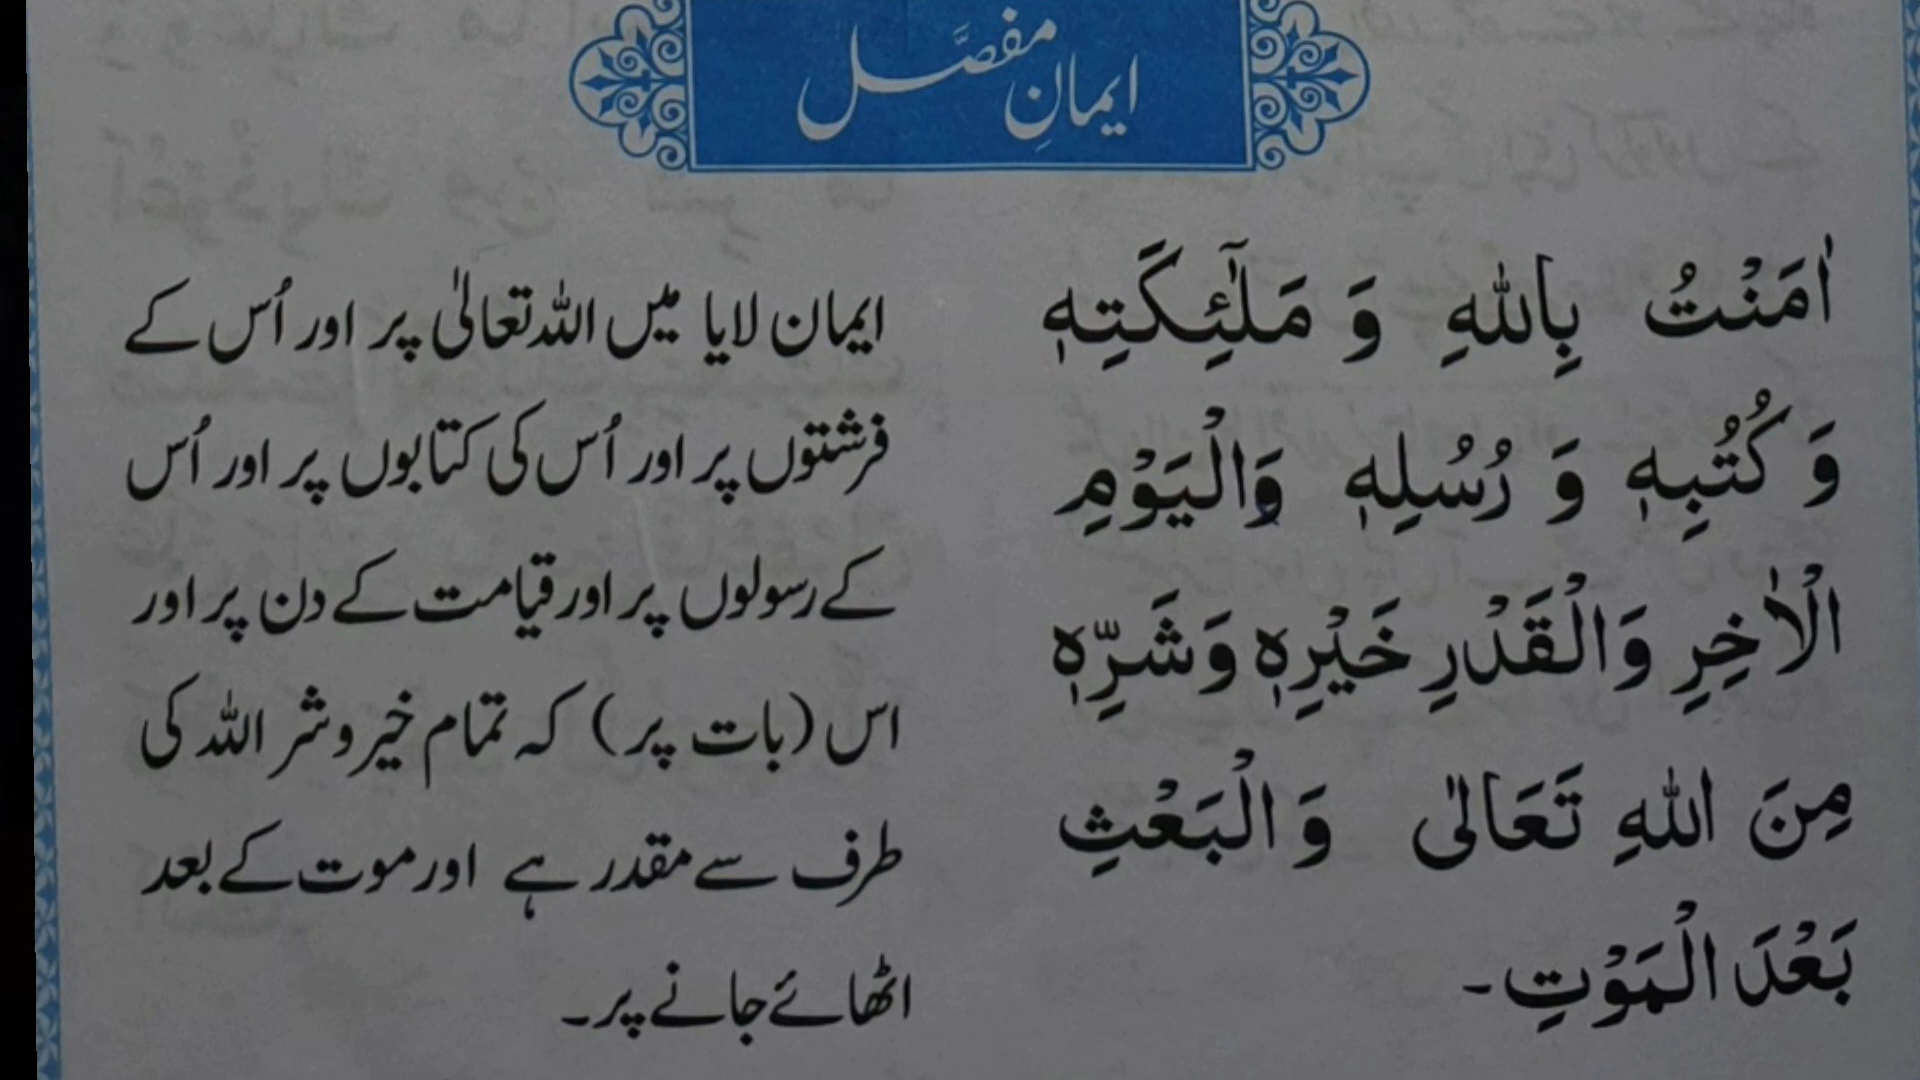 ایمانِ مفصَّل
اٰمَنْتُ بِاللهِ وَ مَلٰٓئِكَتِهٖ
وَ كُتُبِهٖ وَ رُسُلِهٖ وَالْيَوْمِ
الْاٰخِرِ وَالْقَدْرِ خَيْرِهٖ وَشَرِّهٖ
مِنَ اللهِ تَعَالٰى وَالْبَعْثِ
بَعْدَ الْمَوْتِ۔
ایمان لایا میں اللہ تعالیٰ پر اور اُس کے
فرشتوں پر اور اُس کی کتابوں پر اور اُس
کے رسولوں پر اور قیامت کے دن پر اور
اس (بات پر) کہ تمام خیر و شر اللہ کی
طرف سے مقدر ہے اور موت کے بعد
اٹھائے جانے پر۔